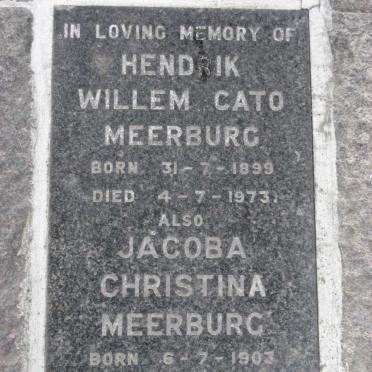 IN LOVING MEMORY OF
HENDRIK
WILLEM CATO
MEERBURG
BORN 31-7-1899
DIED 4-7-1973.
ALSO
JACOBA
CHRISTINA
MEERBURG
BORN 6-7-1903